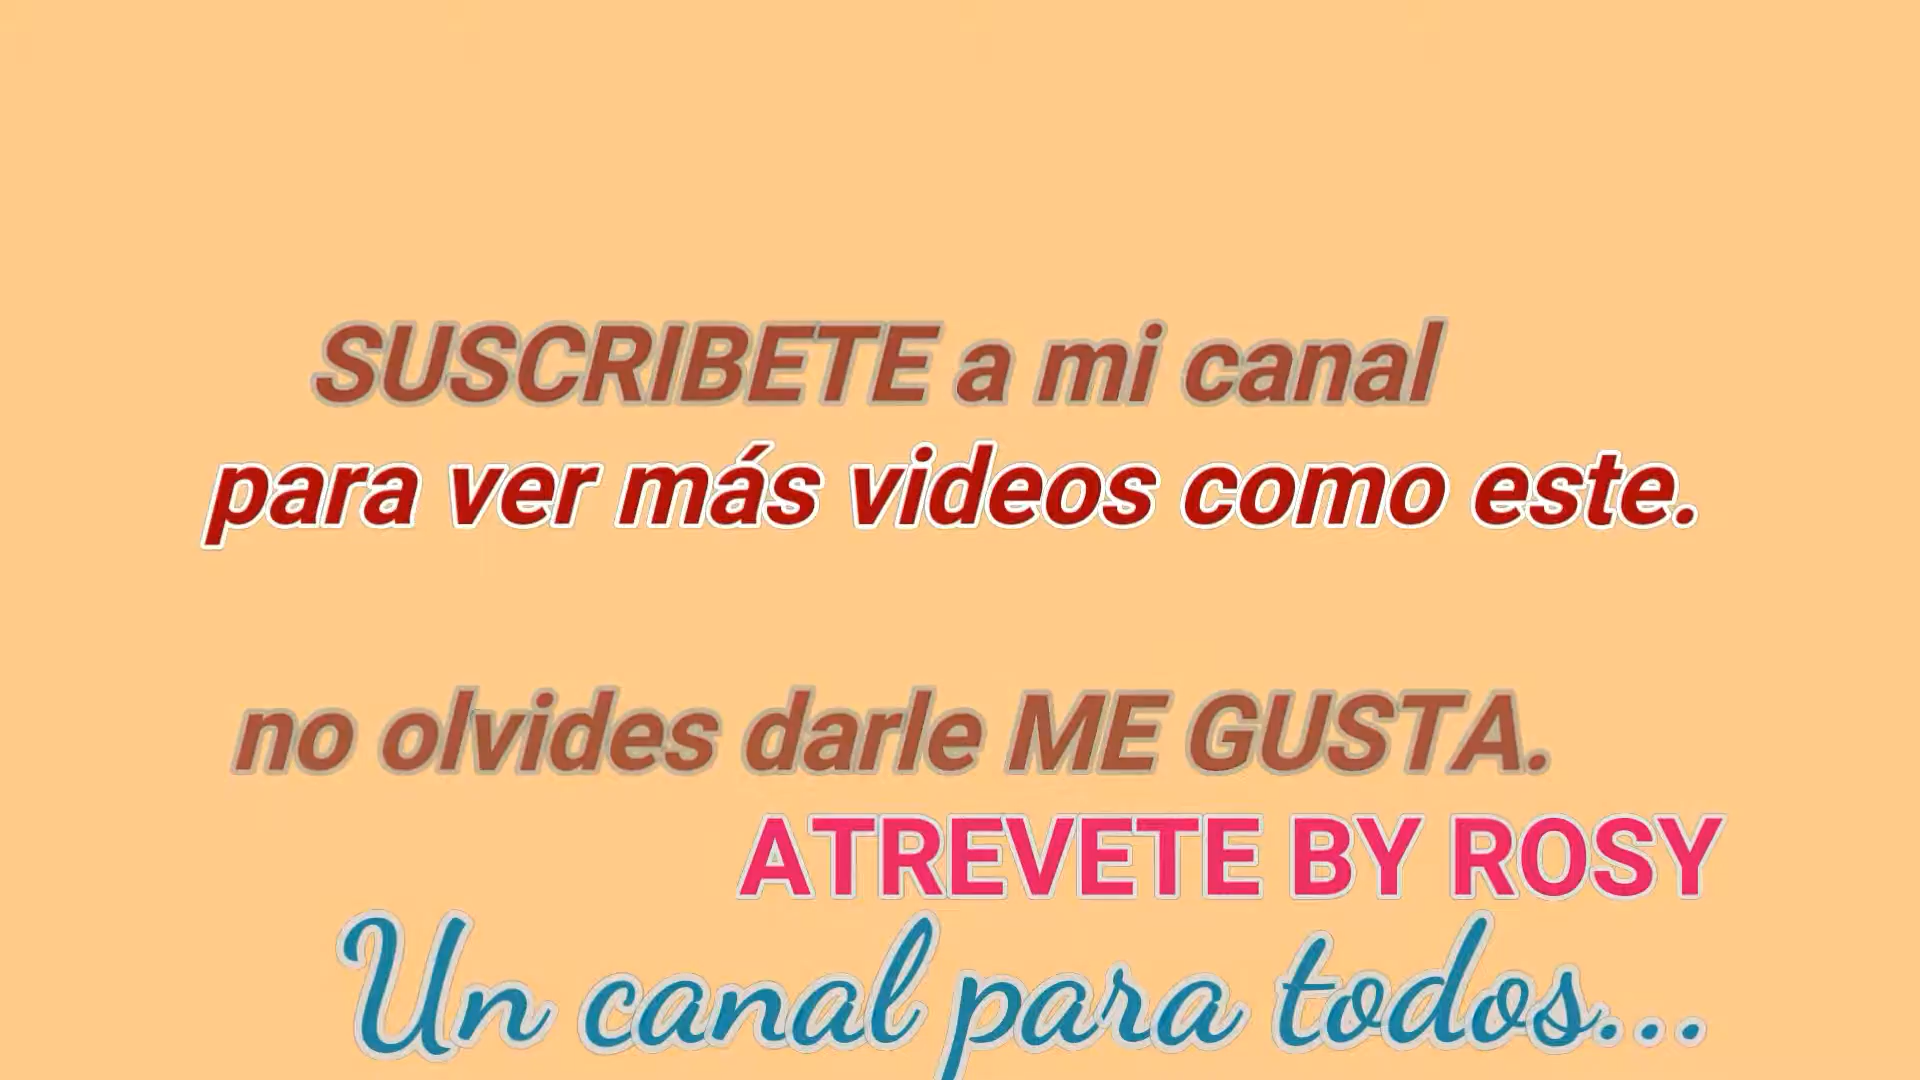 SUSCRIBETE a mi canal
para ver más videos como este.
no olvides darle ME GUSTA.
ATREVETE BY ROSY
Un canal para todos...